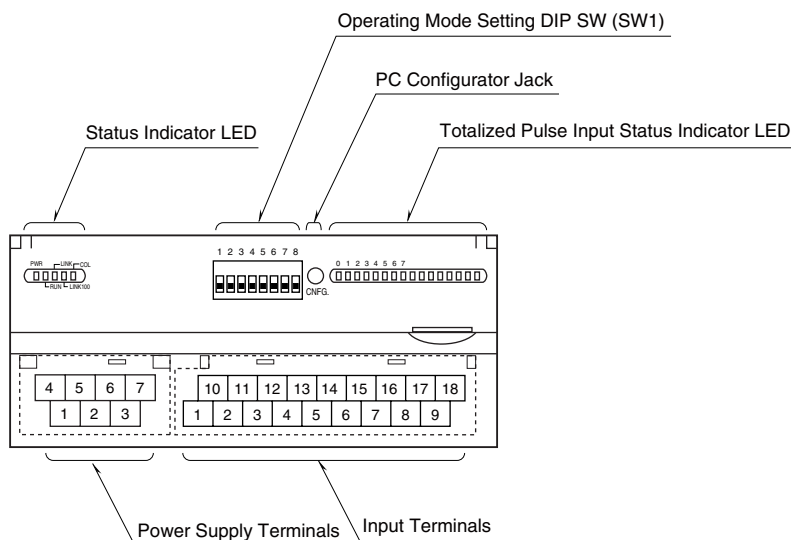 Operating Mode Setting DIP SW (SW1)
PC Configurator Jack
Status Indicator LED
Totalized Pulse Input Status Indicator LED
1 2 3 4 5 6 7 8
PWR LINK COL
0 1 2 3 4 5 6 7
RUN LINK100
CNFG.
4 5 6 7
10 11 12 13 14 15 16 17 18
1 2 3
1 2 3 4 5 6 7 8 9
Power Supply Terminals
Input Terminals